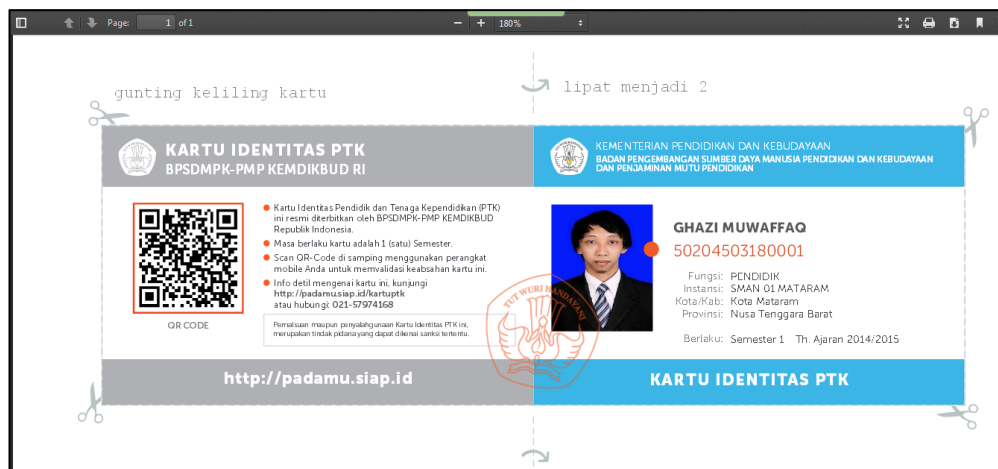 Page: 1 of 1
180%
gunting keliling kartu
lipat menjadi 2
KARTU IDENTITAS PTK
BPSDMPK-PMP KEMDIKBUD RI
Kartu Identitas Pendidik dan Tenaga Kependidikan (PTK)
ini resmi diterbitkan oleh BPSDMPK-PMP KEMDIKBUD
Republik Indonesia.
Masa berlaku kartu adalah 1 (satu) Semester.
Scan QR-Code di samping menggunakan perangkat
mobile Anda untuk memvalidasi keabsahan kartu ini.
Info detil mengenai kartu ini, kunjungi
http://padamu.siap.id/kartuptk
atau hubungi: 021-57974168
QR CODE
Pemalsuan maupun penyalahgunaan Kartu Identitas PTK ini,
merupakan tindak pidana yang dapat dikenai sanksi tertentu.
http://padamu.siap.id
KEMENTERIAN PENDIDIKAN DAN KEBUDAYAAN
BADAN PENGEMBANGAN SUMBER DAYA MANUSIA PENDIDIKAN DAN KEBUDAYAAN
DAN PENJAMINAN MUTU PENDIDIKAN
GHAZI MUWAFFAQ
50204503180001
Fungsi: PENDIDIK
Instansi: SMAN 01 MATARAM
Kota/Kab: Kota Mataram
Provinsi: Nusa Tenggara Barat
Berlaku: Semester 1 Th. Ajaran 2014/2015
TUT WURI HANDAYANI
KARTU IDENTITAS PTK